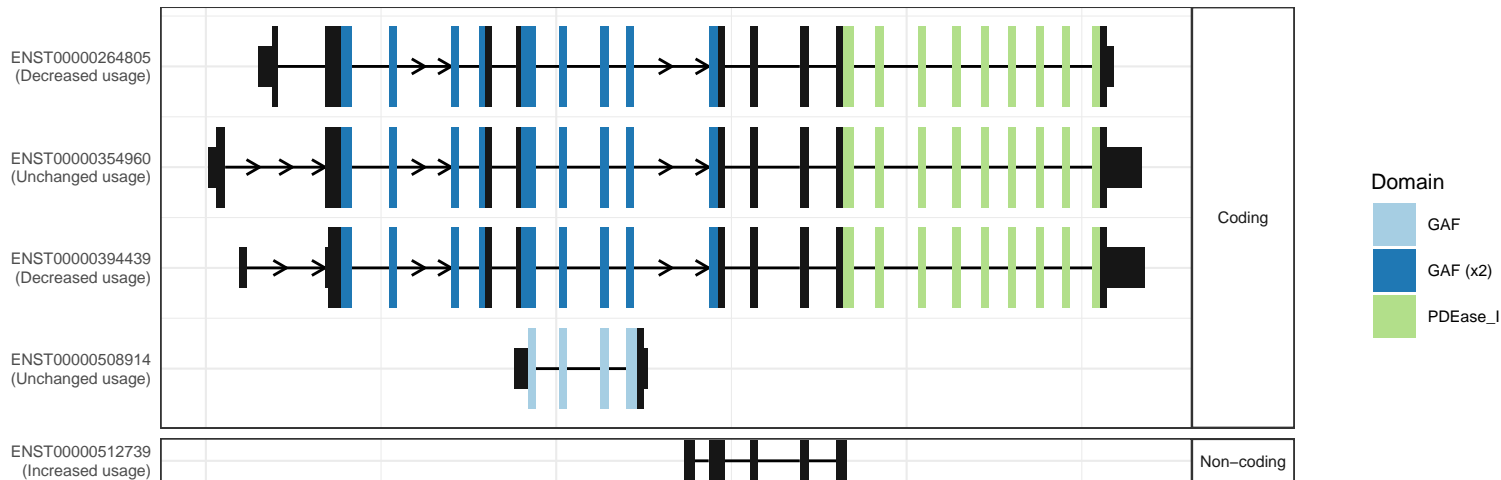 ENST00000264805
(Decreased usage)
ENST00000354960
(Unchanged usage)
ENST00000394439
(Decreased usage)
ENST00000508914
(Unchanged usage)
ENST00000512739
(Increased usage)
Coding
Non−coding
Domain
GAF
GAF (x2)
PDEase_I